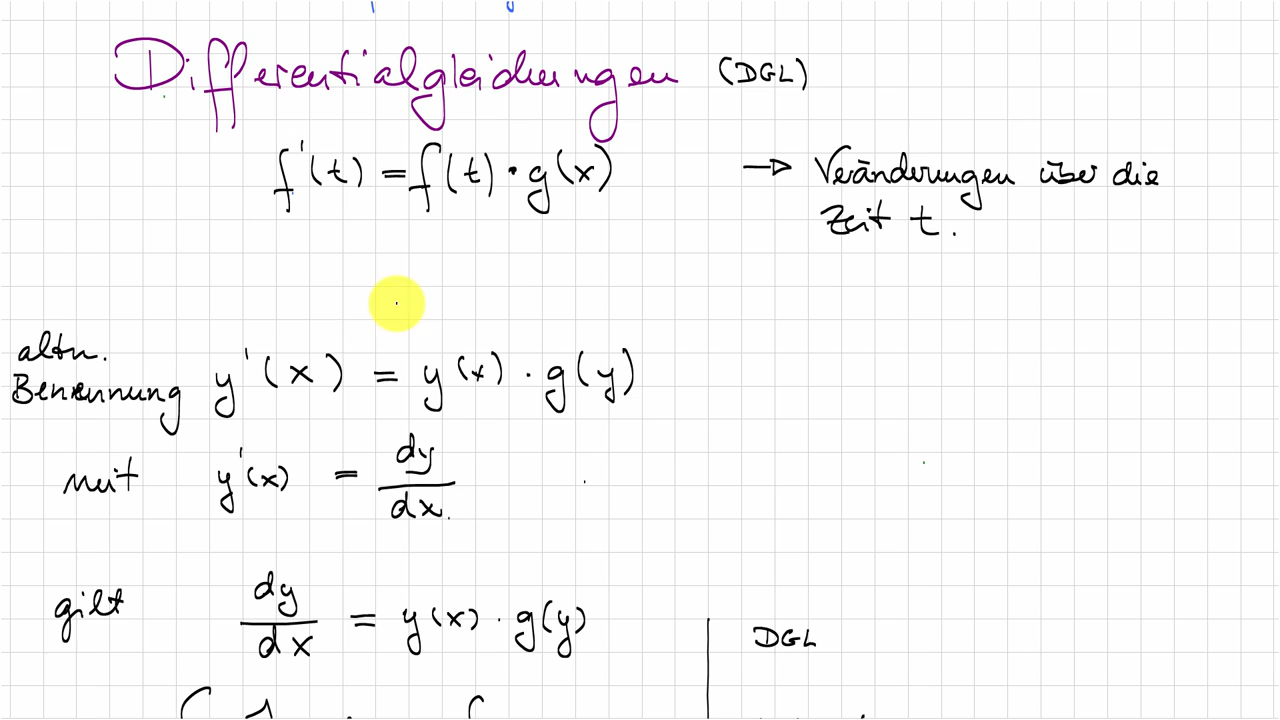 Differentialgleichungen (DGL)
f'(t) = f(t) · g(x) → Veränderungen über die
Zeit t.
altn.
Benennung y'(x) = y(x) · g(y)
mit y'(x) = dy/dx
gilt dy/dx = y(x) · g(y) DGL